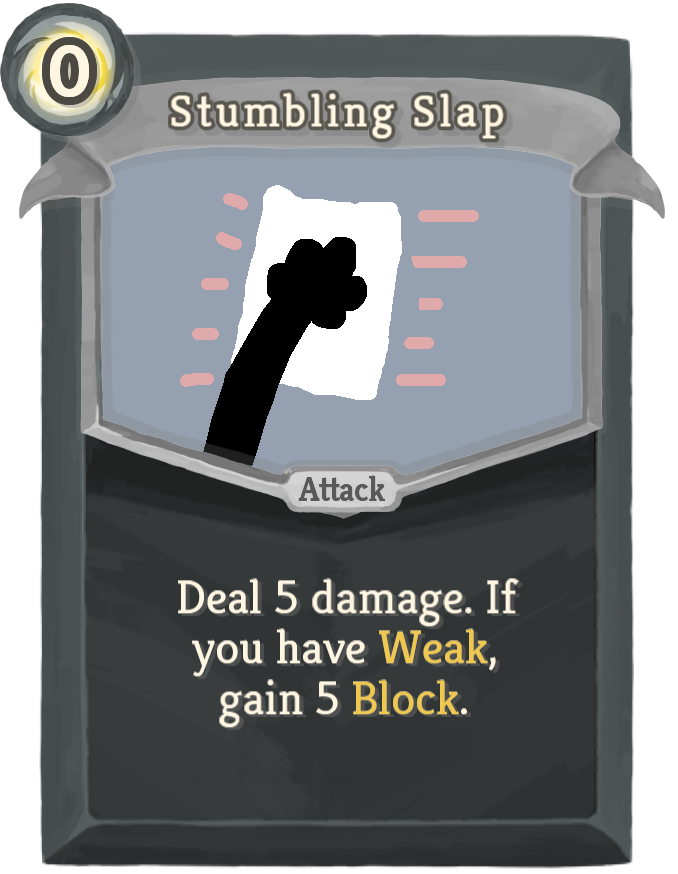 0
Stumbling Slap
Attack
Deal 5 damage. If
you have Weak,
gain 5 Block.